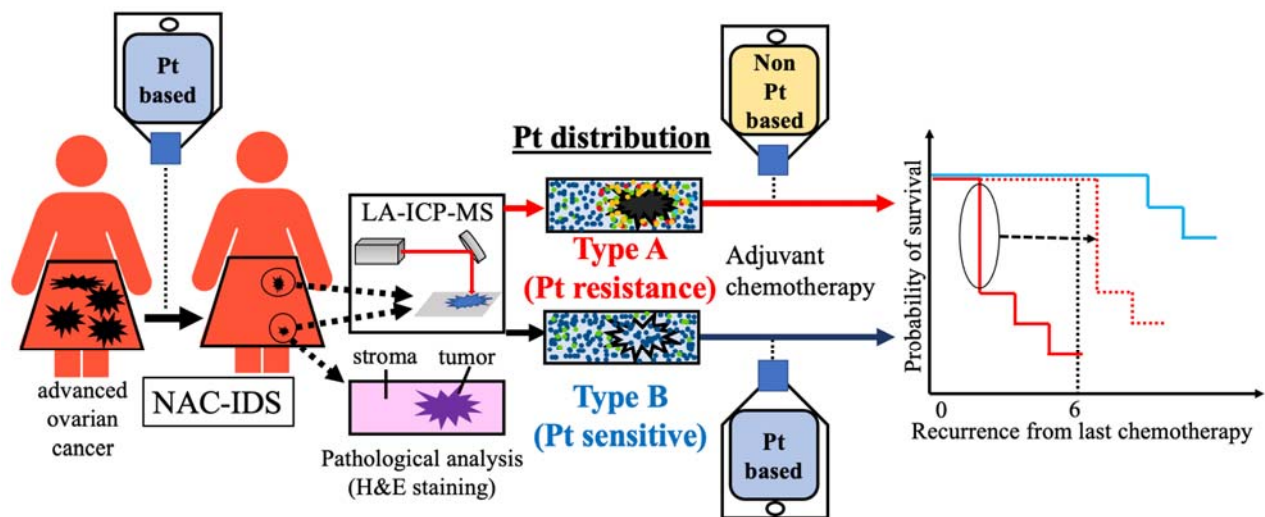 Pt
based
advanced
ovarian
cancer
NAC-IDS
LA-ICP-MS
stroma
tumor
Pathological analysis
(H&E staining)
Pt distribution
Type A
(Pt resistance)
Type B
(Pt sensitive)
Non
Pt
based
Adjuvant
chemotherapy
Pt
based
Probability of survival
0
6
Recurrence from last chemotherapy